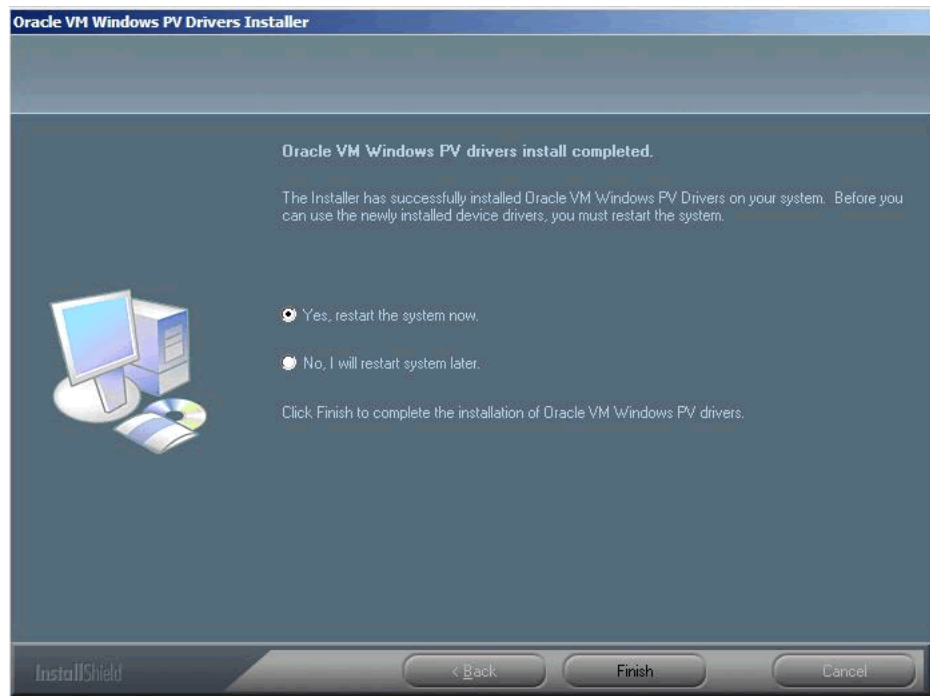 Oracle VM Windows PV Drivers Installer
Oracle VM Windows PV drivers install completed.
The Installer has successfully installed Oracle VM Windows PV Drivers on your system. Before you
can use the newly installed device drivers, you must restart the system.
Yes, restart the system now.
No, I will restart system later.
Click Finish to complete the installation of Oracle VM Windows PV drivers.
InstallShield
< Back
Finish
Cancel